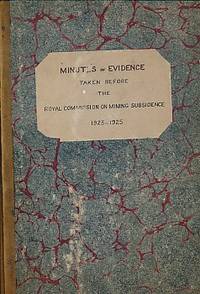 MINUTES OF EVIDENCE
TAKEN BEFORE
THE
ROYAL COMMISSION ON MINING SUBSIDENCE
1923-1925